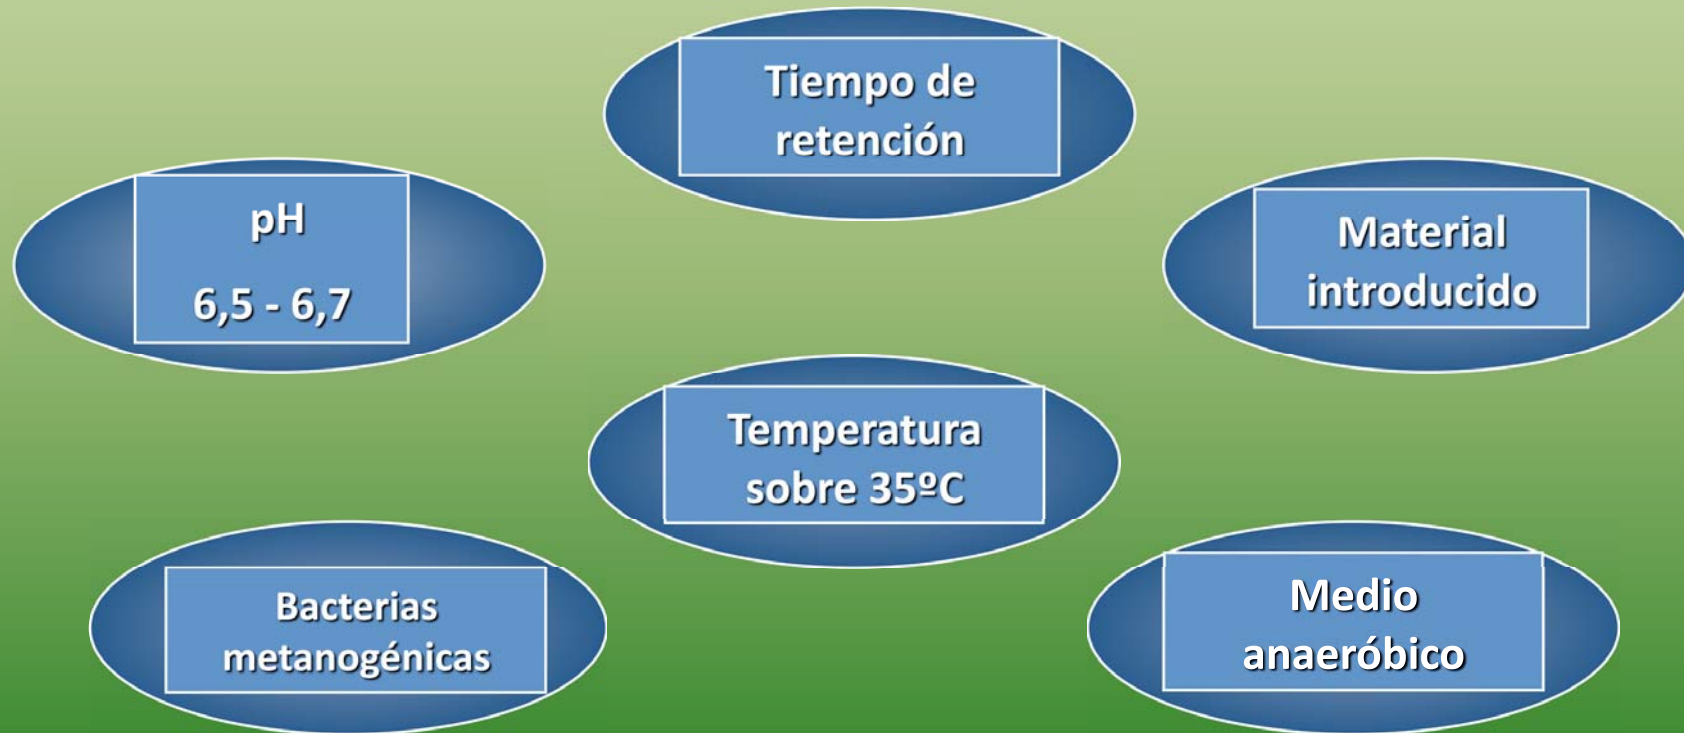 Tiempo de
retención
pH
6,5 - 6,7
Material
introducido
Temperatura
sobre 35ºC
Bacterias
metanogénicas
Medio
anaeróbico